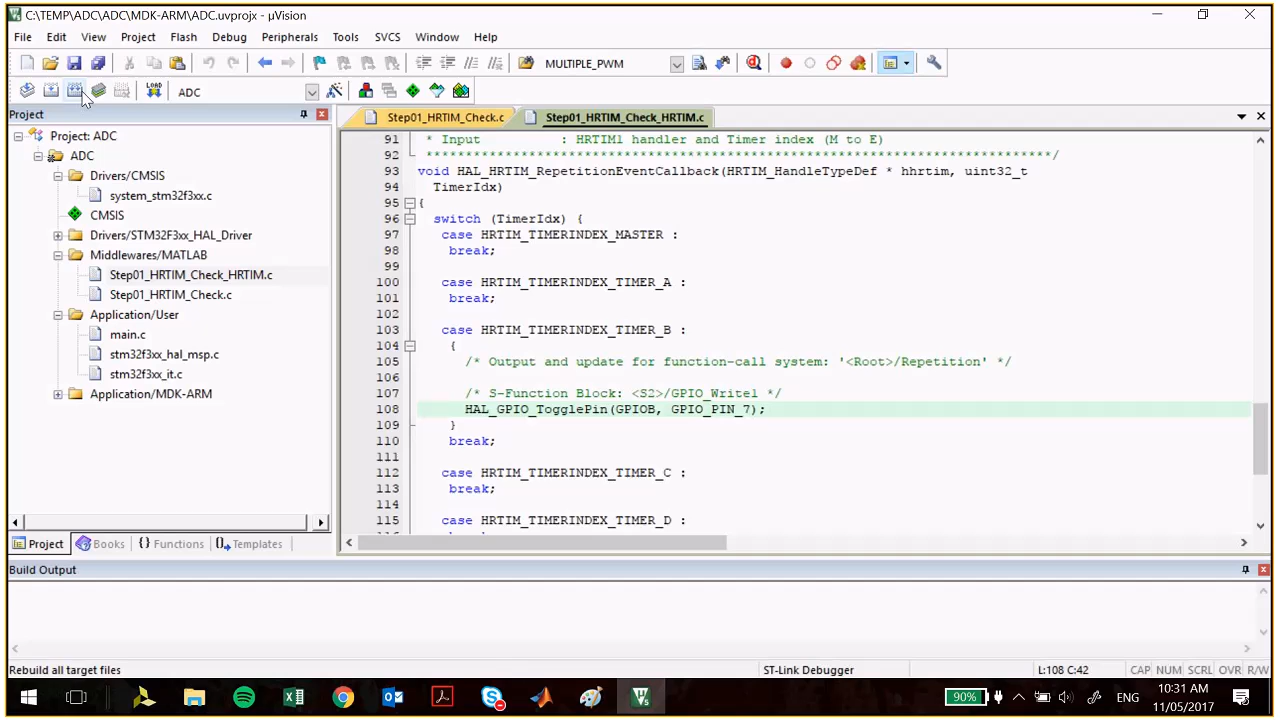 C:\TEMP\ADC\ADC\MDK-ARM\ADC.uvprojx - µVision
File Edit View Project Flash Debug Peripherals Tools SVCS Window Help
MULTIPLE_PWM
LOAD ADC
Project
Step01_HRTIM_Check.c Step01_HRTIM_Check_HRTIM.c
Project: ADC
ADC
Drivers/CMSIS
system_stm32f3xx.c
CMSIS
Drivers/STM32F3xx_HAL_Driver
Middlewares/MATLAB
Step01_HRTIM_Check_HRTIM.c
Step01_HRTIM_Check.c
Application/User
main.c
stm32f3xx_hal_msp.c
stm32f3xx_it.c
Application/MDK-ARM
Project Books Functions Templates
91 * Input : HRTIM1 handler and Timer index (M to E)
92 *******************************************************************************/
93 void HAL_HRTIM_RepetitionEventCallback(HRTIM_HandleTypeDef * hhrtim, uint32_t
94 TimerIdx)
95 {
96 switch (TimerIdx) {
97 case HRTIM_TIMERINDEX_MASTER :
98 break;
99
100 case HRTIM_TIMERINDEX_TIMER_A :
101 break;
102
103 case HRTIM_TIMERINDEX_TIMER_B :
104 {
105 /* Output and update for function-call system: '<Root>/Repetition' */
106
107 /* S-Function Block: <S2>/GPIO_Write1 */
108 HAL_GPIO_TogglePin(GPIOB, GPIO_PIN_7);
109 }
110 break;
111
112 case HRTIM_TIMERINDEX_TIMER_C :
113 break;
114
115 case HRTIM_TIMERINDEX_TIMER_D :
Build Output
Rebuild all target files ST-Link Debugger L:108 C:42 CAP NUM SCRL OVR R/W
90% ENG 10:31 AM
11/05/2017